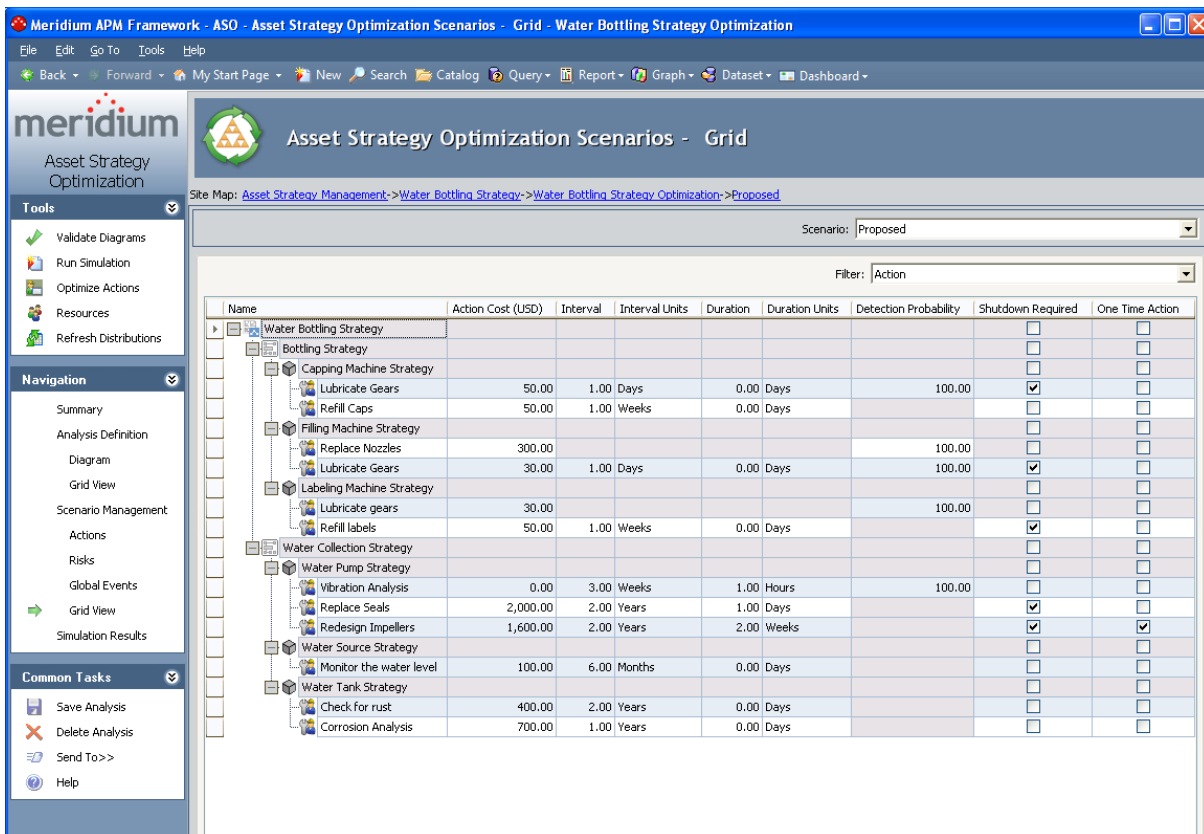 Meridium APM Framework - ASO - Asset Strategy Optimization Scenarios - Grid - Water Bottling Strategy Optimization
File Edit Go To Tools Help
Back Forward My Start Page New Search Catalog Query Report Graph Dataset Dashboard
meridium
Asset Strategy
Optimization
Asset Strategy Optimization Scenarios - Grid
Site Map: Asset Strategy Management->Water Bottling Strategy->Water Bottling Strategy Optimization->Proposed
Tools
Validate Diagrams
Run Simulation
Optimize Actions
Resources
Refresh Distributions
Navigation
Summary
Analysis Definition
Diagram
Grid View
Scenario Management
Actions
Risks
Global Events
Grid View
Simulation Results
Common Tasks
Save Analysis
Delete Analysis
Send To>>
Help
Scenario: Proposed
Filter: Action
Name Action Cost (USD) Interval Interval Units Duration Duration Units Detection Probability Shutdown Required One Time Action
Water Bottling Strategy
Bottling Strategy
Capping Machine Strategy
Lubricate Gears 50.00 1.00 Days 0.00 Days 100.00
Refill Caps 50.00 1.00 Weeks 0.00 Days
Filling Machine Strategy
Replace Nozzles 300.00 100.00
Lubricate Gears 30.00 1.00 Days 0.00 Days 100.00
Labeling Machine Strategy
Lubricate gears 30.00 100.00
Refill labels 50.00 1.00 Weeks 0.00 Days
Water Collection Strategy
Water Pump Strategy
Vibration Analysis 0.00 3.00 Weeks 1.00 Hours 100.00
Replace Seals 2,000.00 2.00 Years 1.00 Days
Redesign Impellers 1,600.00 2.00 Years 2.00 Weeks
Water Source Strategy
Monitor the water level 100.00 6.00 Months 0.00 Days
Water Tank Strategy
Check for rust 400.00 2.00 Years 0.00 Days
Corrosion Analysis 700.00 1.00 Years 0.00 Days